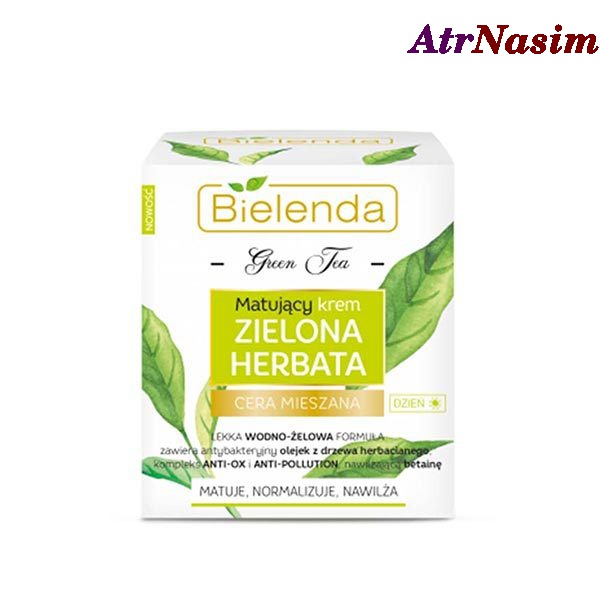 AtrNasim
NOWOŚĆ
Bielenda
Green Tea
Matujący krem
ZIELONA
HERBATA
CERA MIESZANA
DZIEŃ
LEKKA WODNO-ŻELOWA FORMUŁA
zawiera antybakteryjny olejek z drzewa herbacianego,
kompleks ANTI-OX i ANTI-POLLUTION, nawilżającą betainę
MATUJE, NORMALIZUJE, NAWILŻA